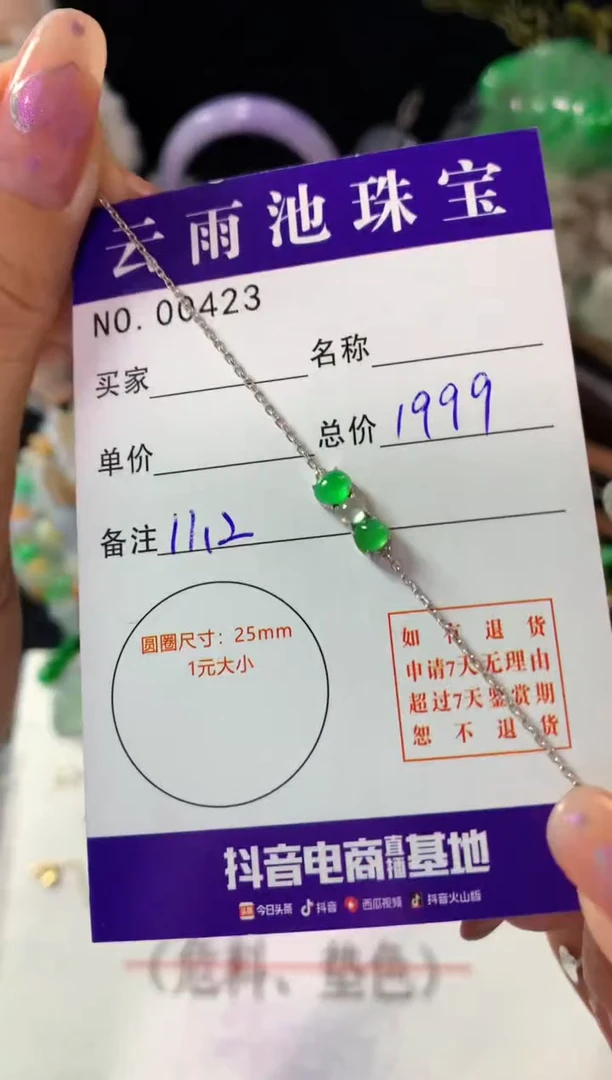 云雨池珠宝
NO. 00423
买家 名称
单价 总价 1999
备注 11,2
圆圈尺寸：25mm
1元大小
如有退货
申请7天无理由
超过7天鉴赏期
恕不退货
抖音电商直播基地
头条 今日头条 抖音 西瓜视频 抖音火山版
（危料、垫色）